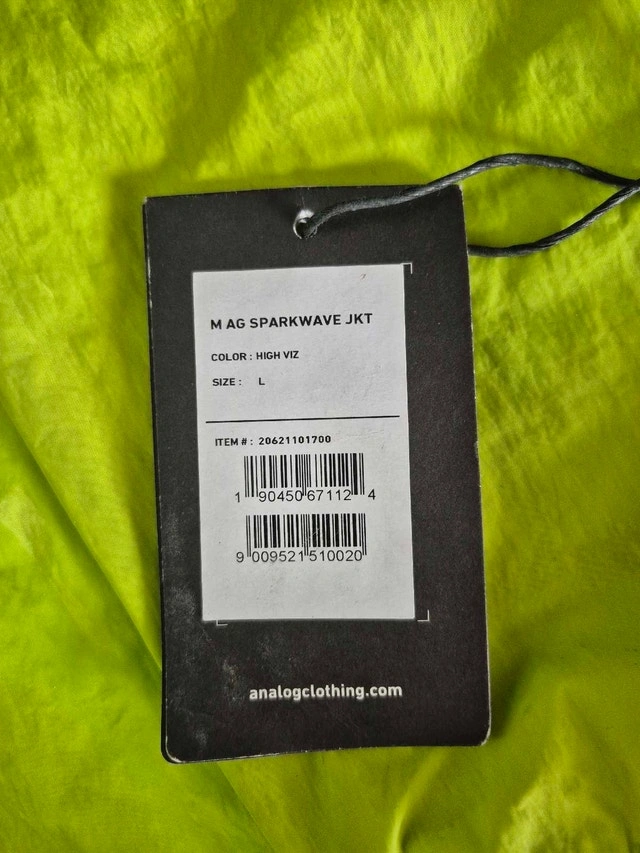 M AG SPARKWAVE JKT
COLOR : HIGH VIZ
SIZE : L
ITEM # : 20621101700
1 90450 67112 4
9 009521 510020
analogclothing.com